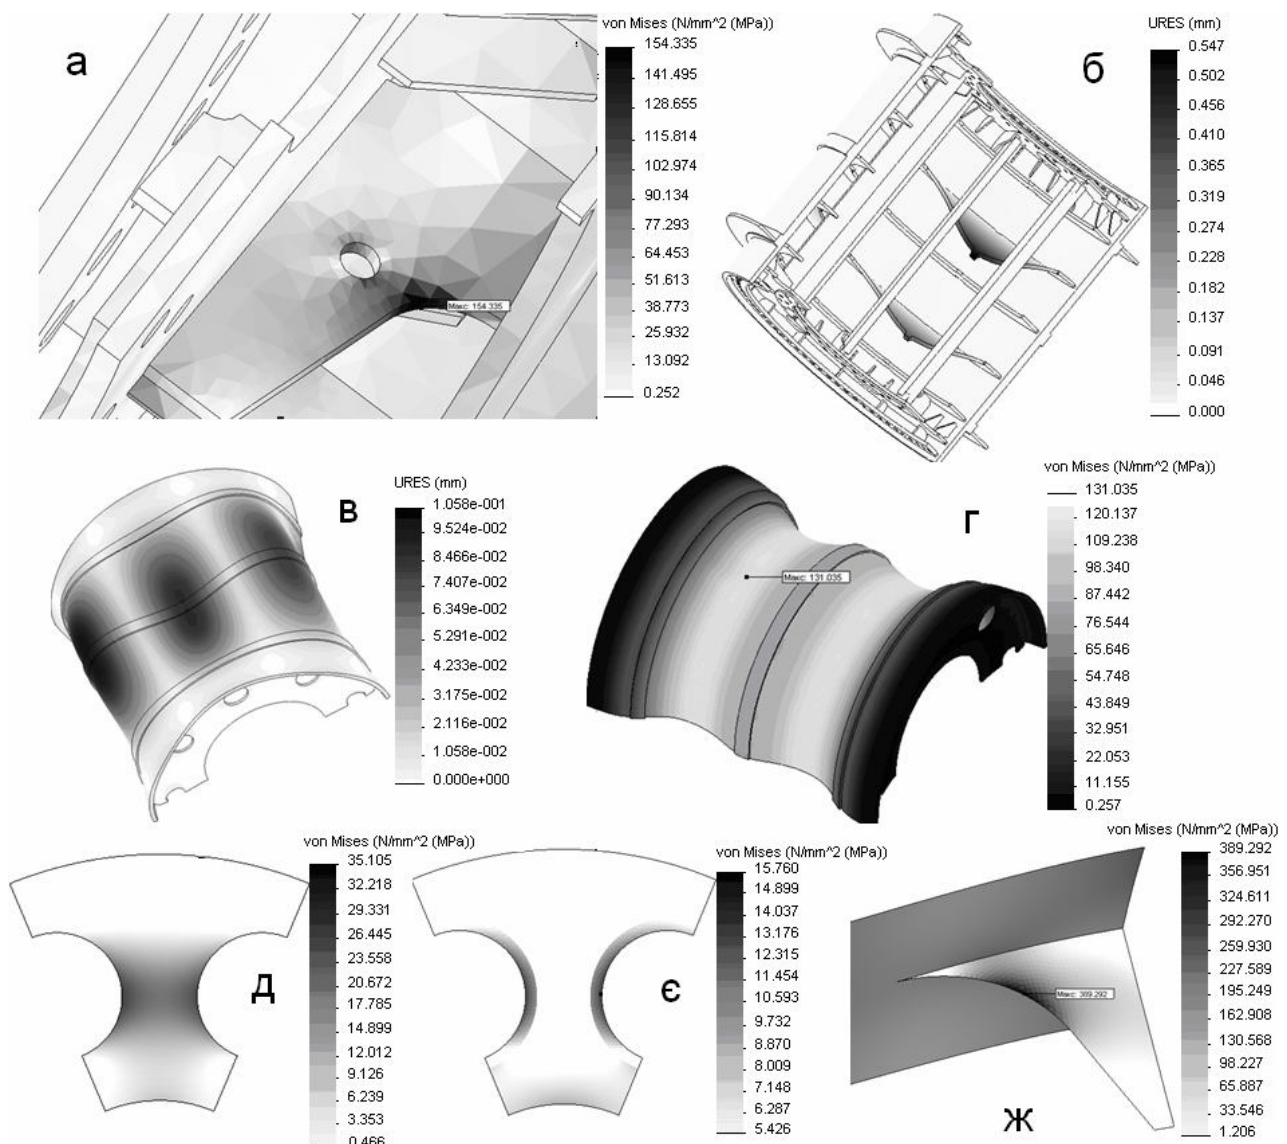 а
von Mises (N/mm^2 (MPa))
154.335
141.495
128.655
115.814
102.974
90.134
77.293
64.453
51.613
38.773
25.932
13.092
0.252
Макс: 154.335
б
URES (mm)
0.547
0.502
0.456
0.410
0.365
0.319
0.274
0.228
0.182
0.137
0.091
0.046
0.000
в
URES (mm)
1.058e-001
9.524e-002
8.466e-002
7.407e-002
6.349e-002
5.291e-002
4.233e-002
3.175e-002
2.116e-002
1.058e-002
0.000e+000
г
Макс: 131.035
von Mises (N/mm^2 (MPa))
131.035
120.137
109.238
98.340
87.442
76.544
65.646
54.748
43.849
32.951
22.053
11.155
0.257
д
von Mises (N/mm^2 (MPa))
35.105
32.218
29.331
26.445
23.558
20.672
17.785
14.899
12.012
9.126
6.239
3.353
0.466
є
von Mises (N/mm^2 (MPa))
15.760
14.899
14.037
13.176
12.315
11.454
10.593
9.732
8.870
8.009
7.148
6.287
5.426
ж
Макс: 389.292
von Mises (N/mm^2 (MPa))
389.292
356.951
324.611
292.270
259.930
227.589
195.249
162.908
130.568
98.227
65.887
33.546
1.206